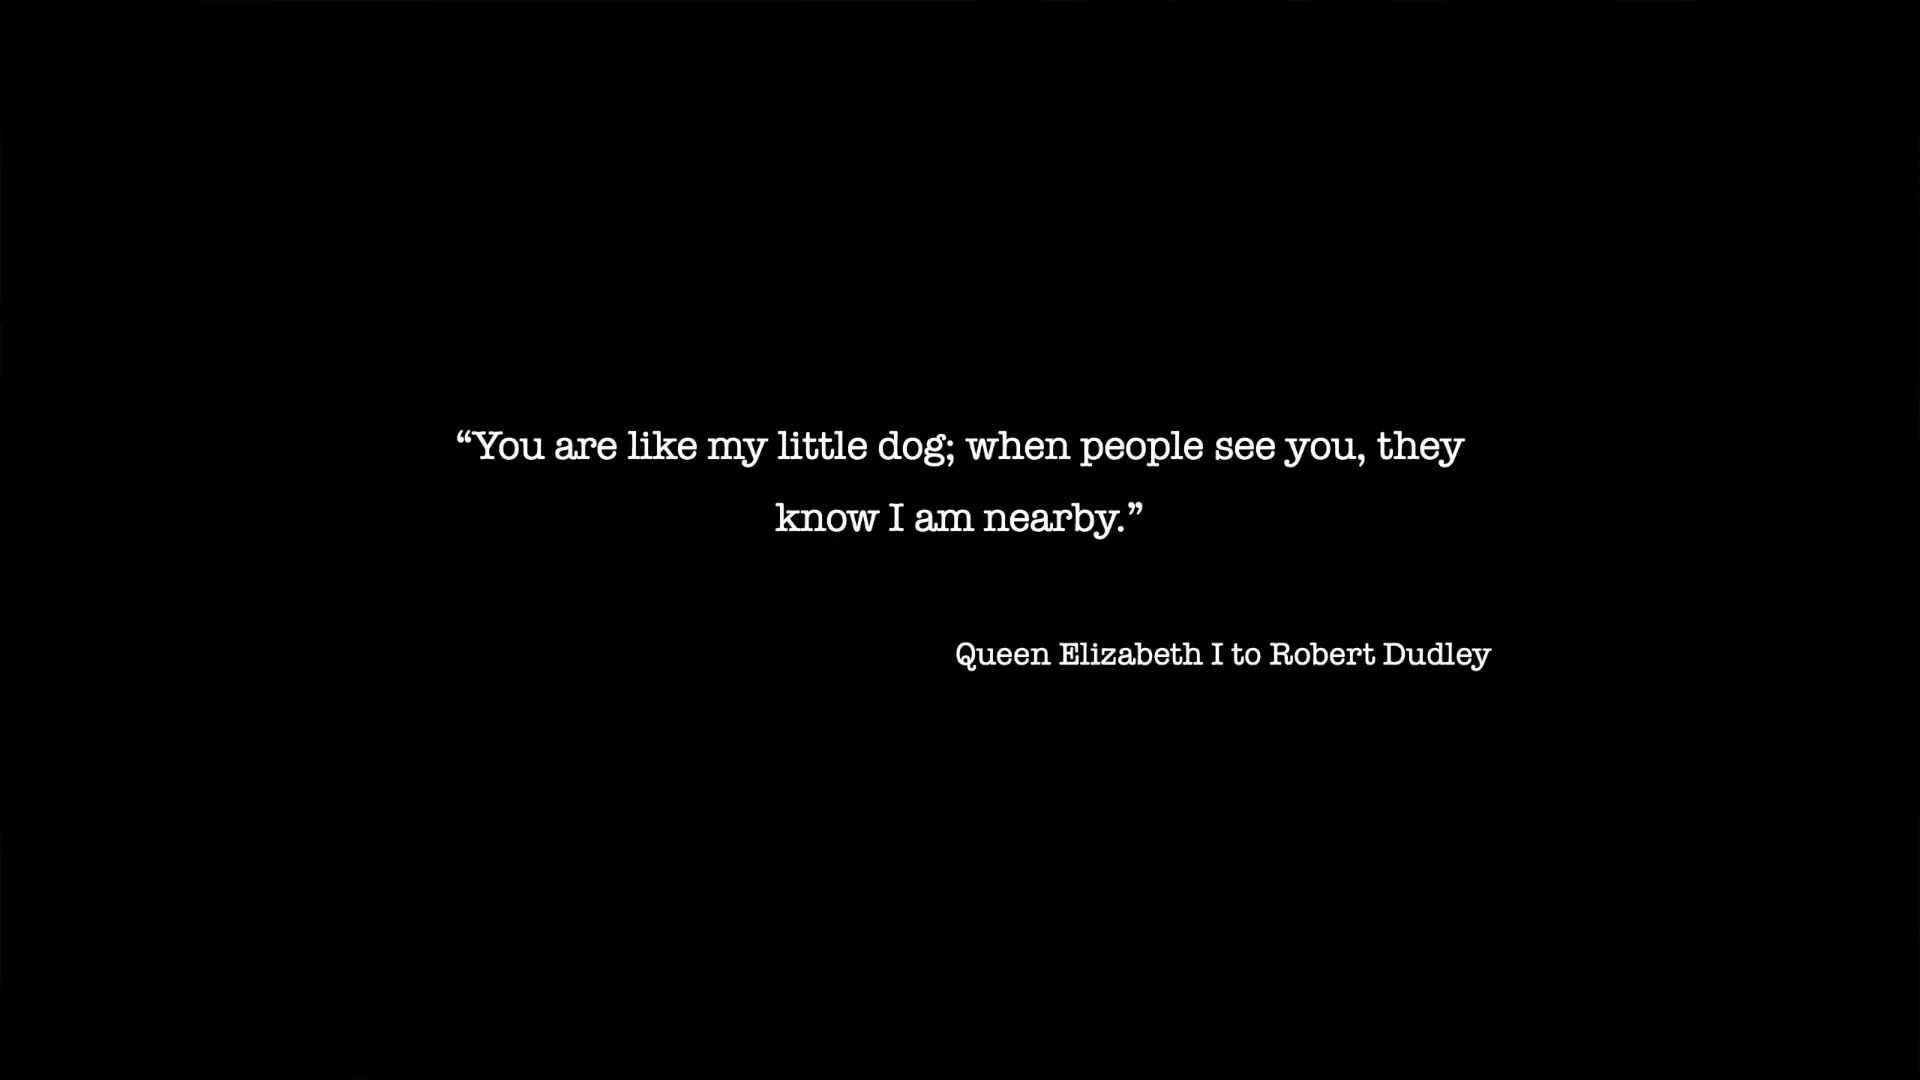 “You are like my little dog; when people see you, they
know I am nearby.”
Queen Elizabeth I to Robert Dudley